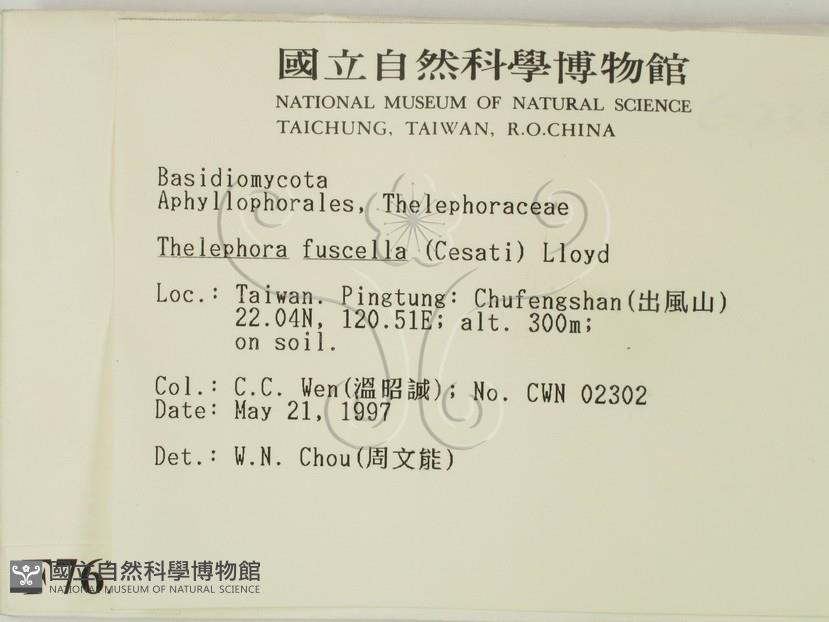 國立自然科學博物館
NATIONAL MUSEUM OF NATURAL SCIENCE
TAICHUNG, TAIWAN, R.O.CHINA
Basidiomycota
Aphyllophorales, Thelephoraceae
Thelephora fuscella (Cesati) Lloyd
Loc.: Taiwan. Pingtung: Chufengshan(出風山)
22.04N, 120.51E; alt. 300m;
on soil.
Col.: C.C. Wen(溫昭誠); No. CWN 02302
Date: May 21, 1997
Det.: W.N. Chou(周文能)
F76
國立自然科學博物館
NATIONAL MUSEUM OF NATURAL SCIENCE